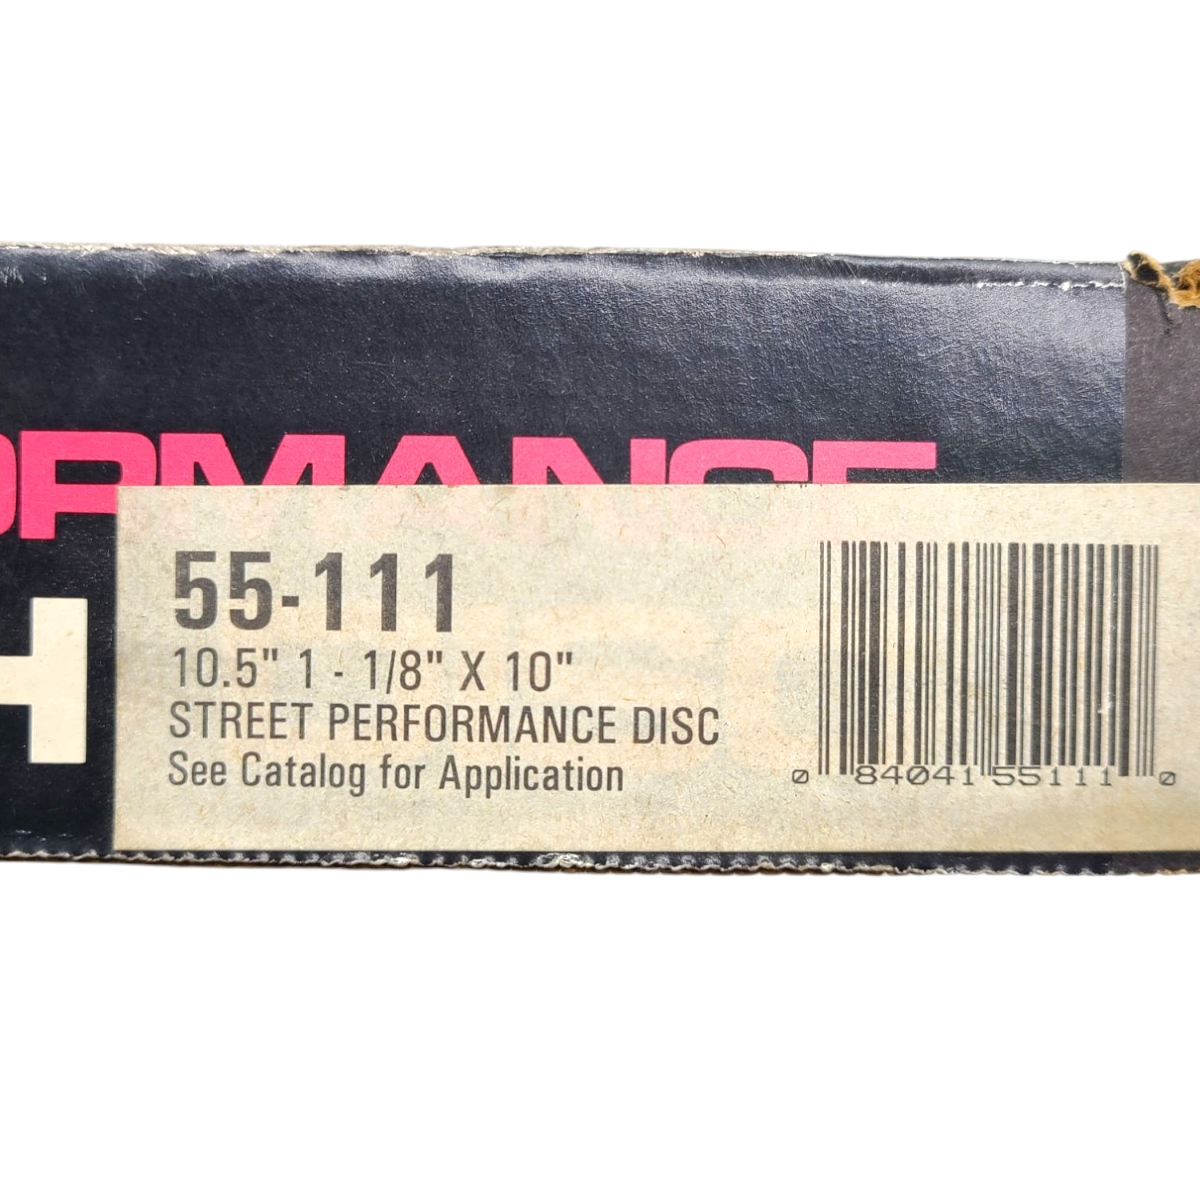 ORMANCE
H
55-111
10.5" 1 - 1/8" X 10"
STREET PERFORMANCE DISC
See Catalog for Application
0 84041 55111 0